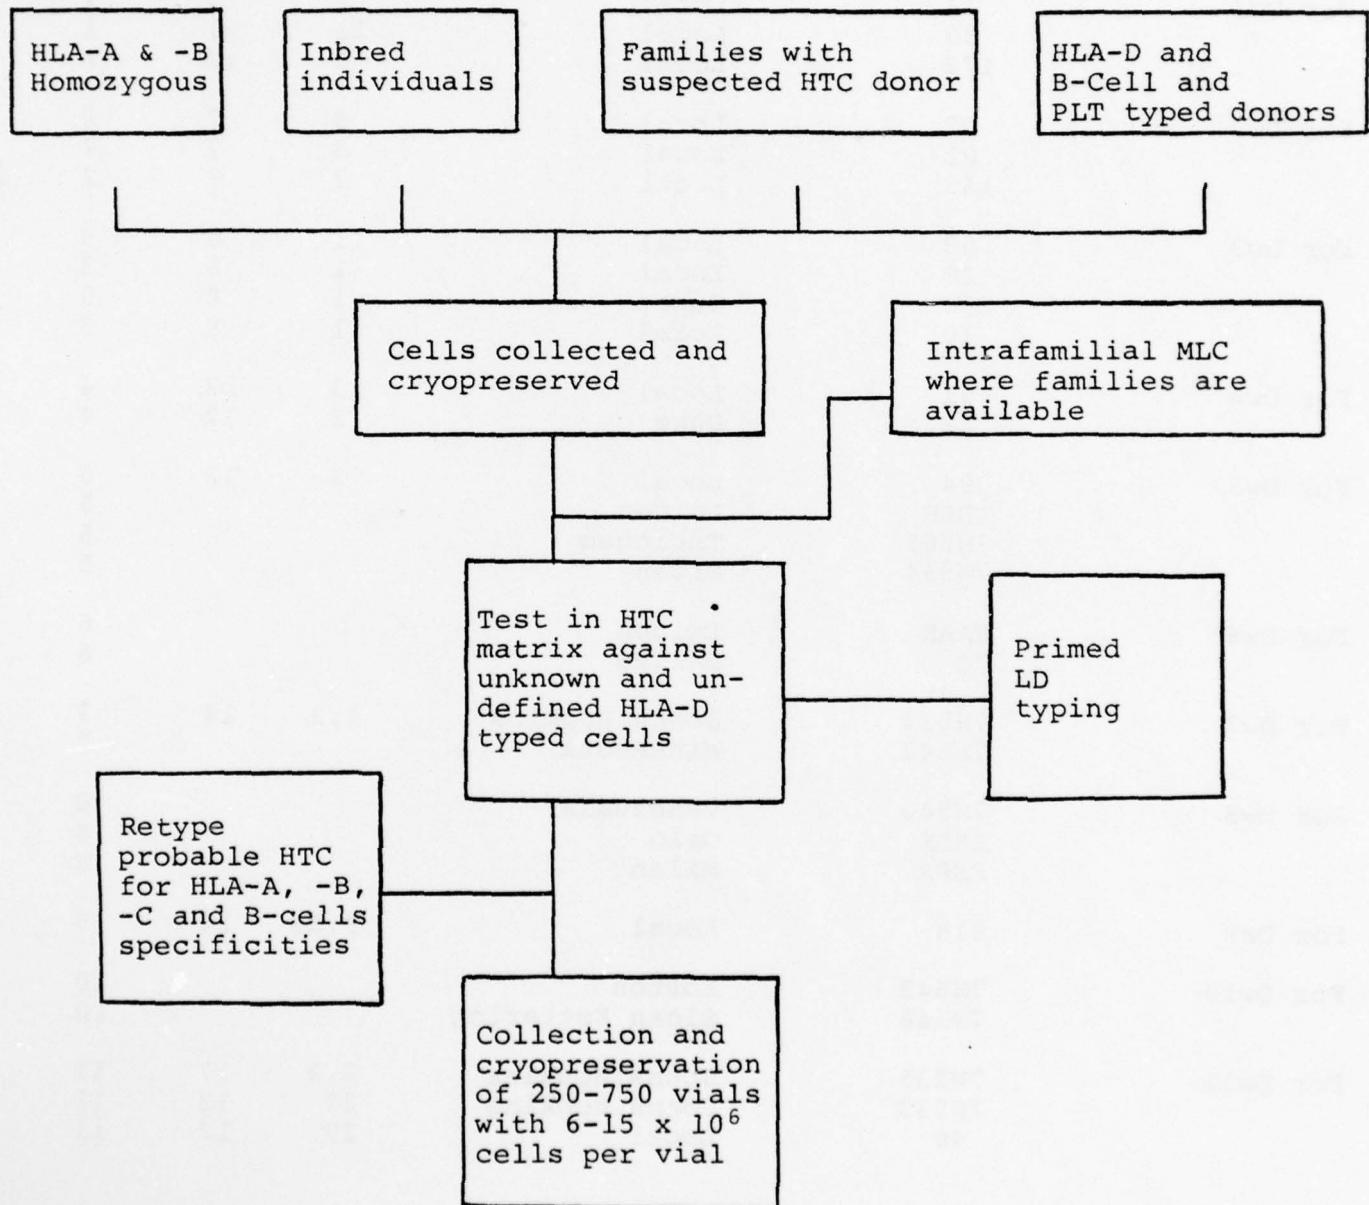 HLA-A & -B
Homozygous
Inbred
individuals
Families with
suspected HTC donor
HLA-D and
B-Cell and
PLT typed donors
Cells collected and
cryopreserved
Intrafamilial MLC
where families are
available
Test in HTC
matrix against
unknown and un-
defined HLA-D
typed cells
Primed
LD
typing
Retype
probable HTC
for HLA-A, -B,
-C and B-cells
specificities
Collection and
cryopreservation
of 250-750 vials
with 6-15 x 10⁶
cells per vial